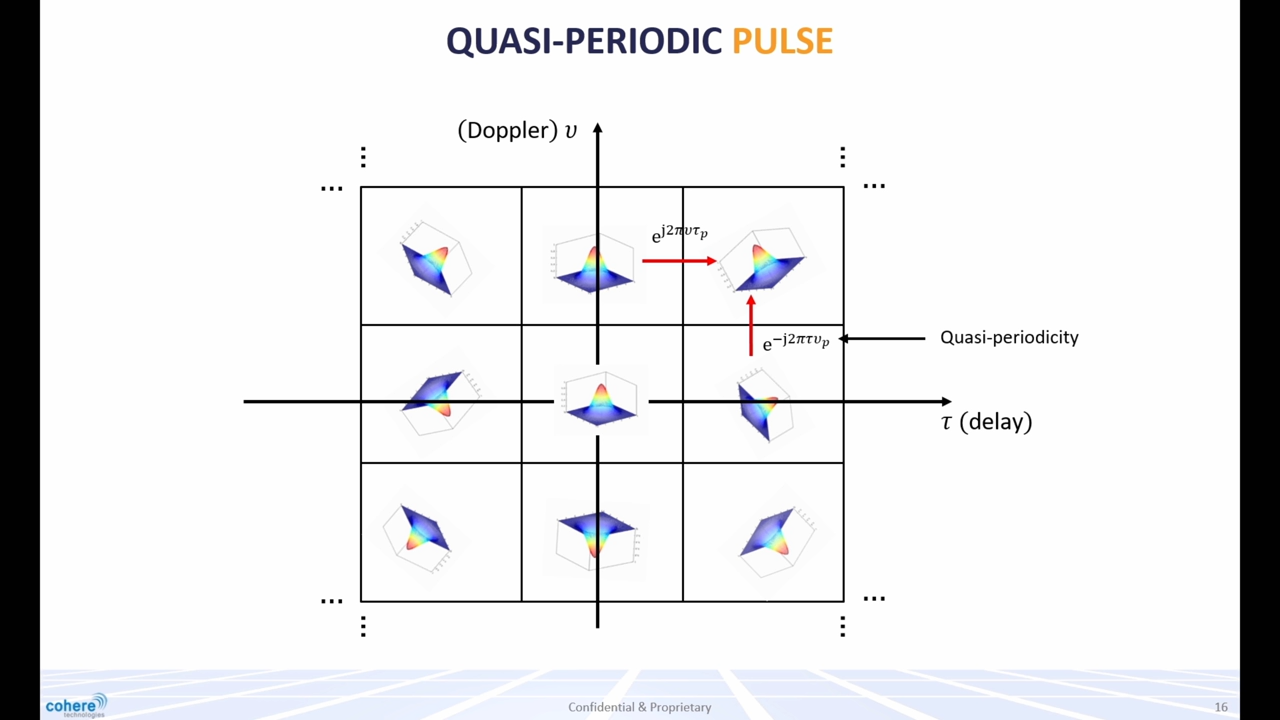 QUASI-PERIODIC PULSE
(Doppler) υ
⋮ ⋮
... ...
e^{j2πυτ_p}
e^{-j2πτυ_p}
Quasi-periodicity
τ (delay)
... ...
⋮ ⋮
cohere
technologies
Confidential & Proprietary
16